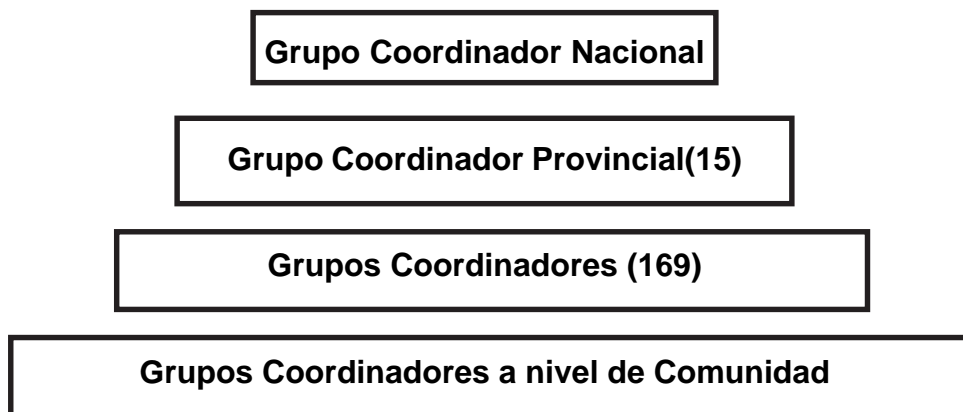 Grupo Coordinador Nacional
Grupo Coordinador Provincial(15)
Grupos Coordinadores (169)
Grupos Coordinadores a nivel de Comunidad